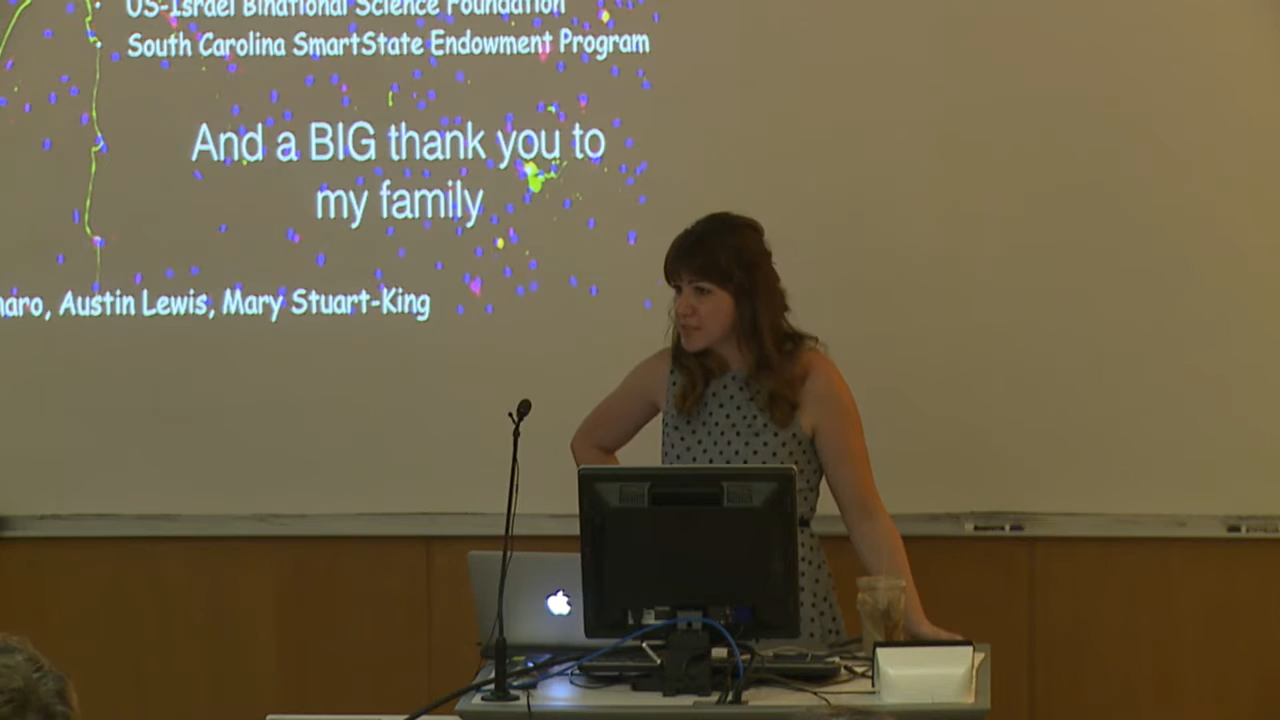 US-Israel Binational Science Foundation
South Carolina SmartState Endowment Program
And a BIG thank you to
my family
Austin Lewis, Mary Stuart-King